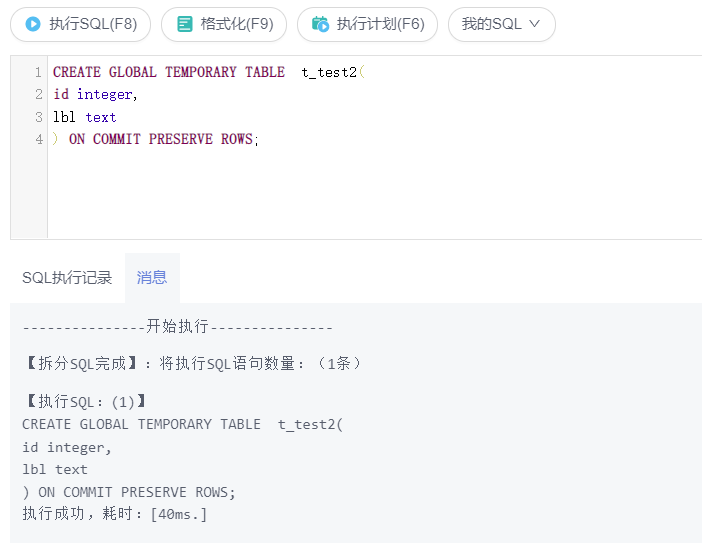 执行SQL(F8) 格式化(F9) 执行计划(F6) 我的SQL
1 CREATE GLOBAL TEMPORARY TABLE  t_test2(
2 id integer,
3 lbl text
4 ) ON COMMIT PRESERVE ROWS;
SQL执行记录 消息
---------------开始执行---------------
【拆分SQL完成】：将执行SQL语句数量：（1条）
【执行SQL：(1)】
CREATE GLOBAL TEMPORARY TABLE  t_test2(
id integer,
lbl text
) ON COMMIT PRESERVE ROWS;
执行成功，耗时：[40ms.]